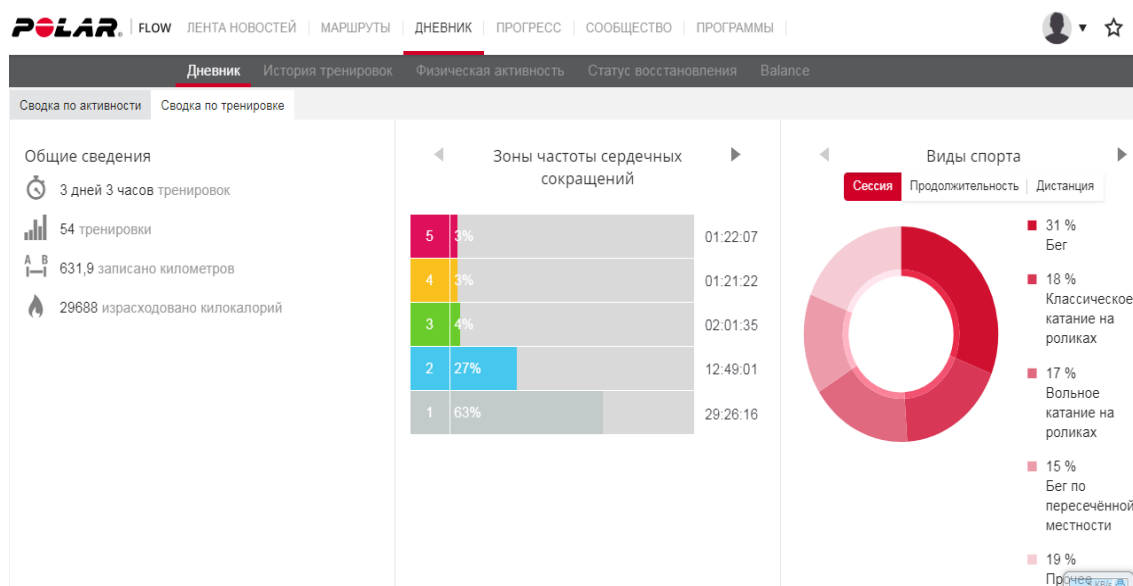 POLAR. FLOW ЛЕНТА НОВОСТЕЙ МАРШРУТЫ ДНЕВНИК ПРОГРЕСС СООБЩЕСТВО ПРОГРАММЫ
Дневник История тренировок Физическая активность Статус восстановления Balance
Сводка по активности Сводка по тренировке
Общие сведения
3 дней 3 часов тренировок
54 тренировки
A B
631,9 записано километров
29688 израсходовано килокалорий
Зоны частоты сердечных
сокращений
5 3% 01:22:07
4 3% 01:21:22
3 4% 02:01:35
2 27% 12:49:01
1 63% 29:26:16
Виды спорта
Сессия Продолжительность Дистанция
31 %
Бег
18 %
Классическое
катание на
роликах
17 %
Вольное
катание на
роликах
15 %
Бег по
пересечённой
местности
19 %
Прочее